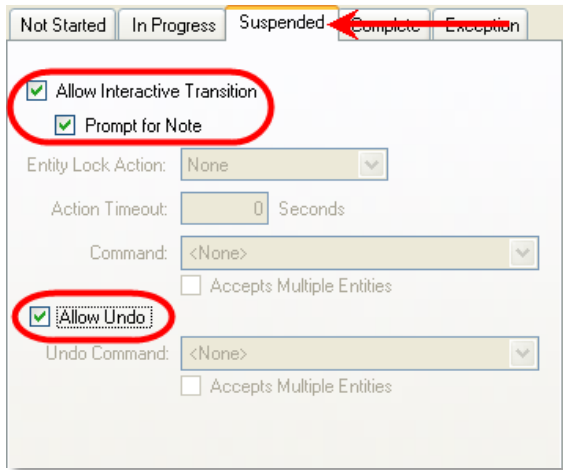 Not Started In Progress Suspended Complete Exception
Allow Interactive Transition
Prompt for Note
Entity Lock Action: None
Action Timeout: 0 Seconds
Command: <None>
Accepts Multiple Entities
Allow Undo
Undo Command: <None>
Accepts Multiple Entities